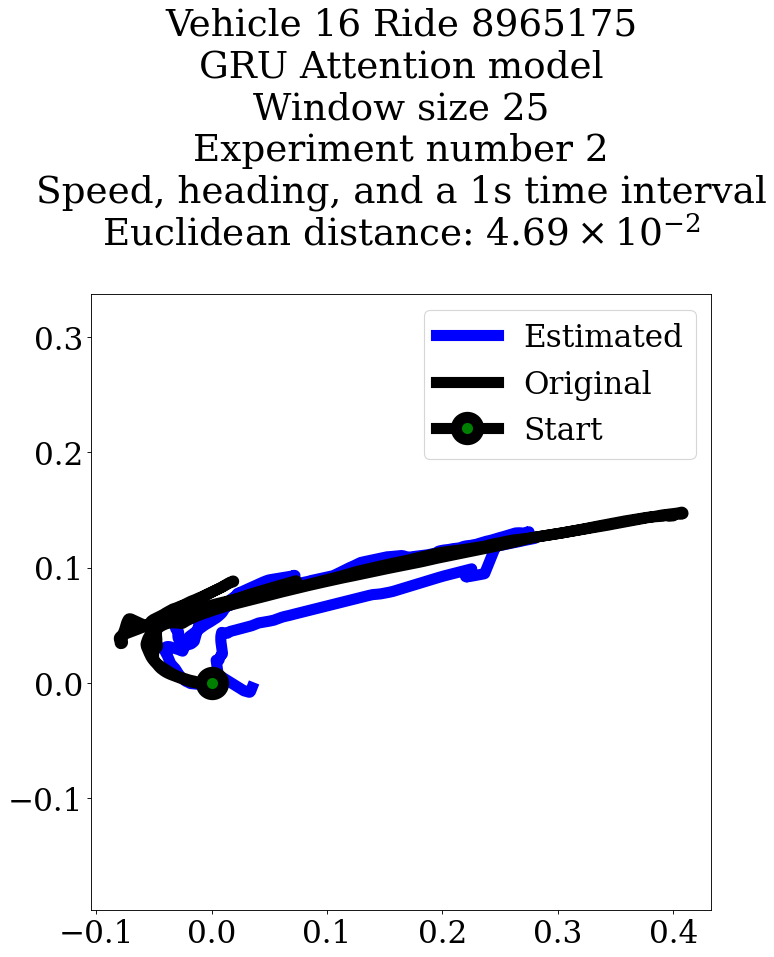 Vehicle 16 Ride 8965175
GRU Attention model
Window size 25
Experiment number 2
Speed, heading, and a 1s time interval
Euclidean distance: 4.69 × 10⁻²
Estimated
Original
Start
0.3
0.2
0.1
0.0
−0.1
−0.1 0.0 0.1 0.2 0.3 0.4